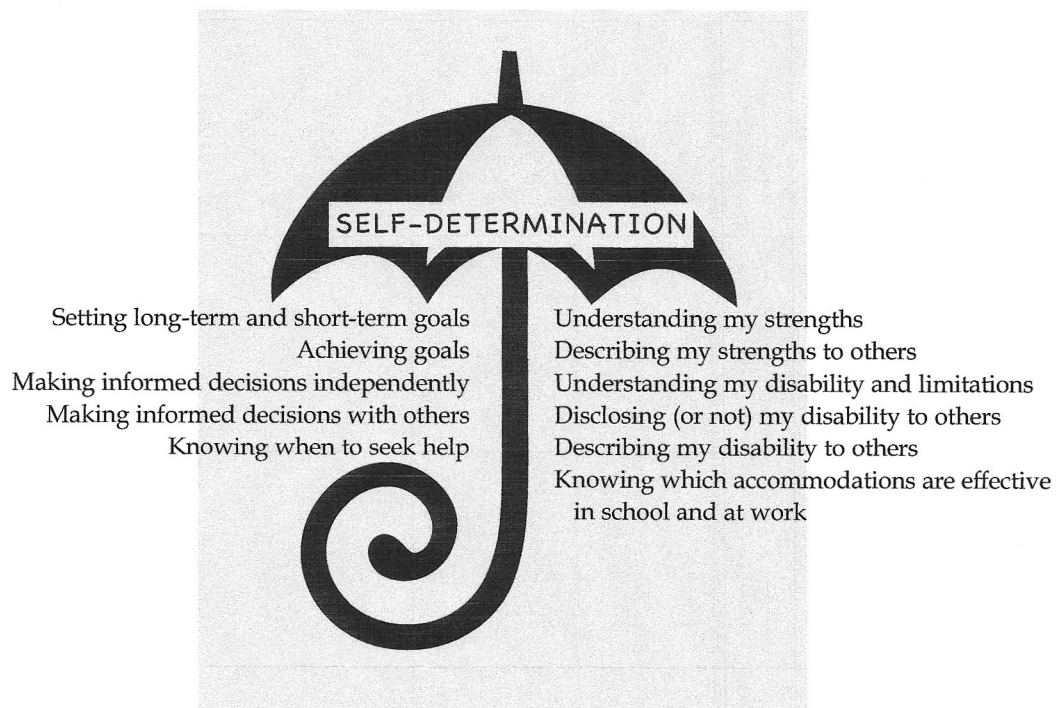 SELF-DETERMINATION
Setting long-term and short-term goals
Achieving goals
Making informed decisions independently
Making informed decisions with others
Knowing when to seek help
Understanding my strengths
Describing my strengths to others
Understanding my disability and limitations
Disclosing (or not) my disability to others
Describing my disability to others
Knowing which accommodations are effective
in school and at work